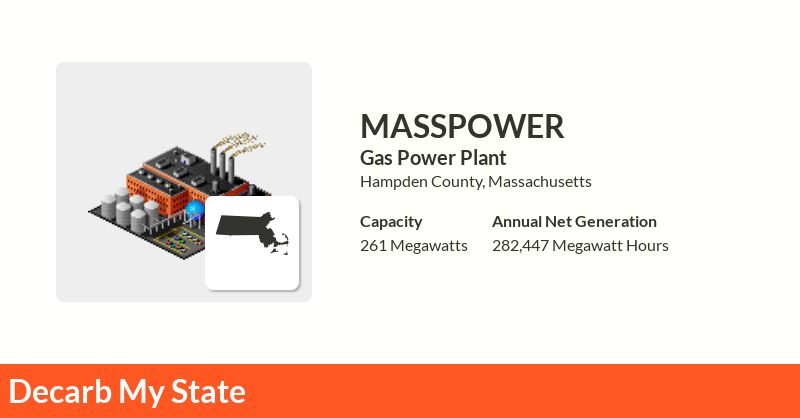 MASSPOWER
Gas Power Plant
Hampden County, Massachusetts
Capacity
Annual Net Generation
261 Megawatts
282,447 Megawatt Hours
Decarb My State